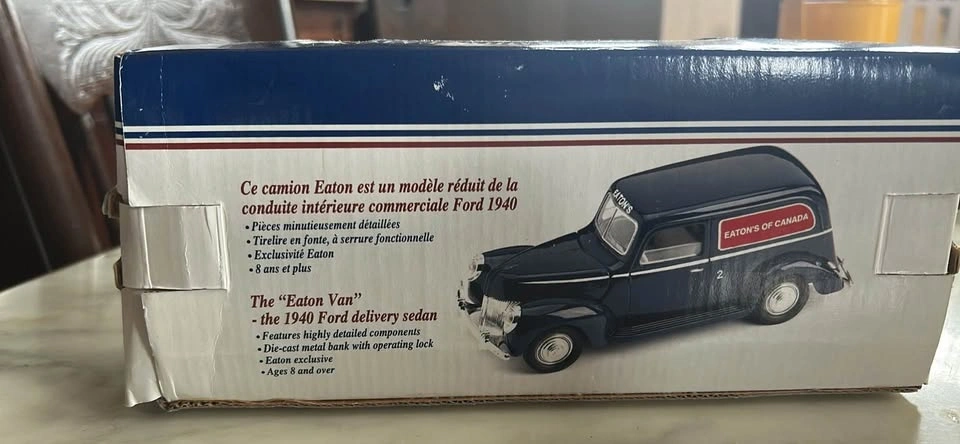 Ce camion Eaton est un modèle réduit de la
conduite intérieure commerciale Ford 1940
• Pièces minutieusement détaillées
• Tirelire en fonte, à serrure fonctionnelle
• Exclusivité Eaton
• 8 ans et plus
The “Eaton Van”
- the 1940 Ford delivery sedan
• Features highly detailed components
• Die-cast metal bank with operating lock
• Eaton exclusive
• Ages 8 and over
EATON'S
EATON'S OF CANADA
2